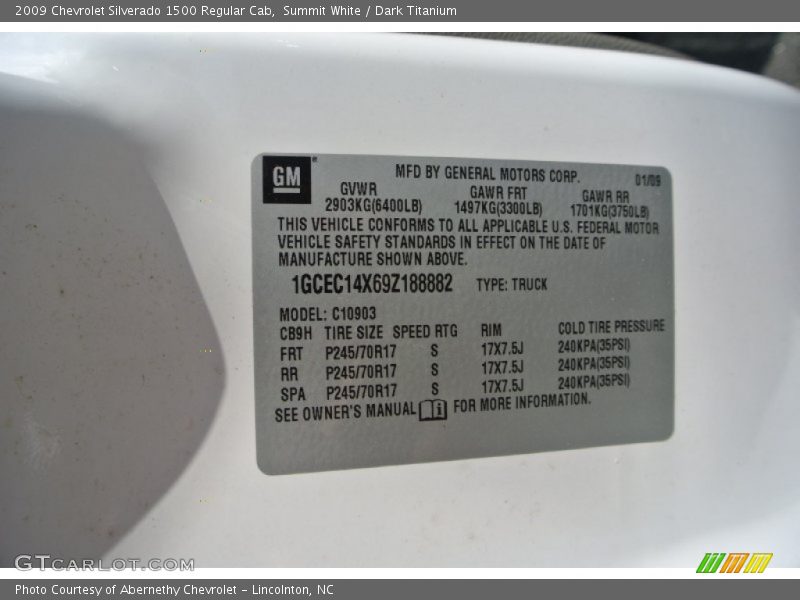 2009 Chevrolet Silverado 1500 Regular Cab,  Summit White / Dark Titanium
GM
MFD BY GENERAL MOTORS CORP. 01/09
GVWR GAWR FRT GAWR RR
2903KG(6400LB) 1497KG(3300LB) 1701KG(3750LB)
THIS VEHICLE CONFORMS TO ALL APPLICABLE U.S. FEDERAL MOTOR
VEHICLE SAFETY STANDARDS IN EFFECT ON THE DATE OF
MANUFACTURE SHOWN ABOVE.
1GCEC14X69Z188882 TYPE: TRUCK
MODEL: C10903
CB9H TIRE SIZE SPEED RTG RIM COLD TIRE PRESSURE
FRT P245/70R17 S 17X7.5J 240KPA(35PSI)
RR P245/70R17 S 17X7.5J 240KPA(35PSI)
SPA P245/70R17 S 17X7.5J 240KPA(35PSI)
SEE OWNER'S MANUAL FOR MORE INFORMATION.
GTCARLOT.COM
Photo Courtesy of Abernethy Chevrolet – Lincolnton, NC